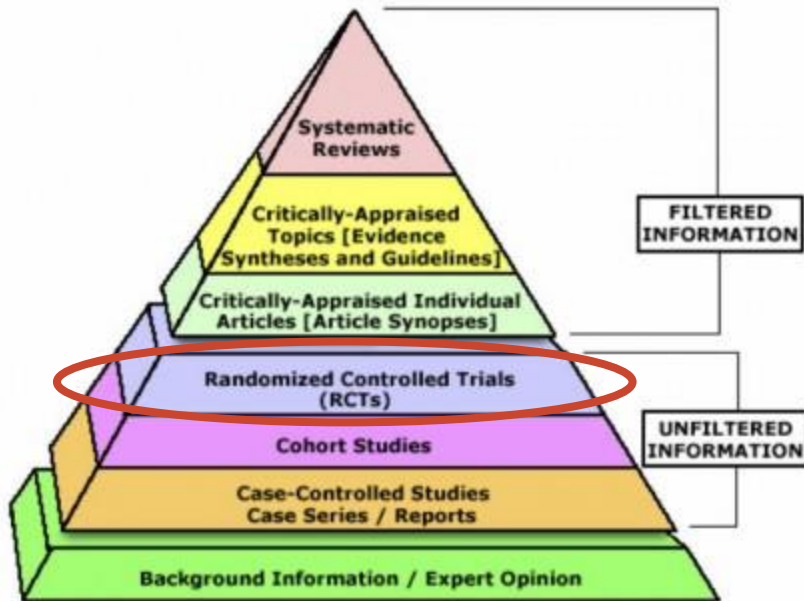 Systematic
Reviews
Critically-Appraised
Topics [Evidence
Syntheses and Guidelines]
Critically-Appraised Individual
Articles [Article Synopses]
Randomized Controlled Trials
(RCTs)
Cohort Studies
Case-Controlled Studies
Case Series / Reports
Background Information / Expert Opinion
FILTERED
INFORMATION
UNFILTERED
INFORMATION